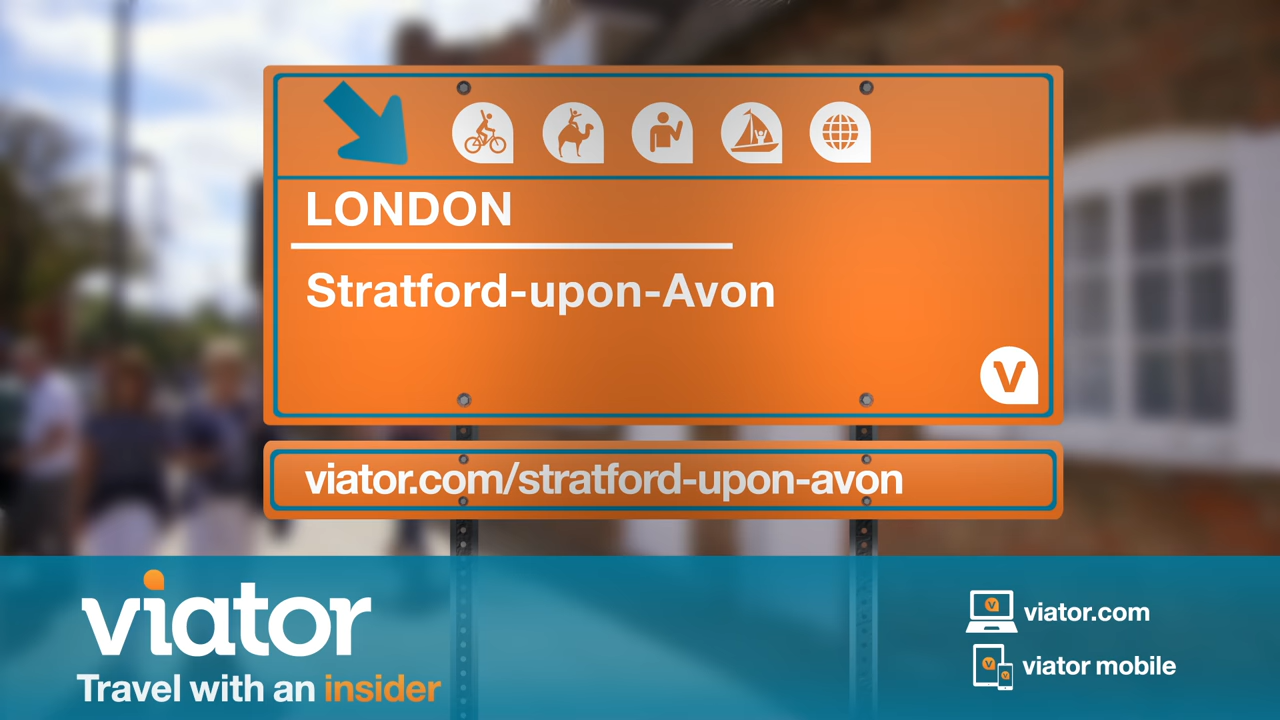 LONDON
Stratford-upon-Avon
V
viator.com/stratford-upon-avon
viator
Travel with an insider
viator.com
viator mobile